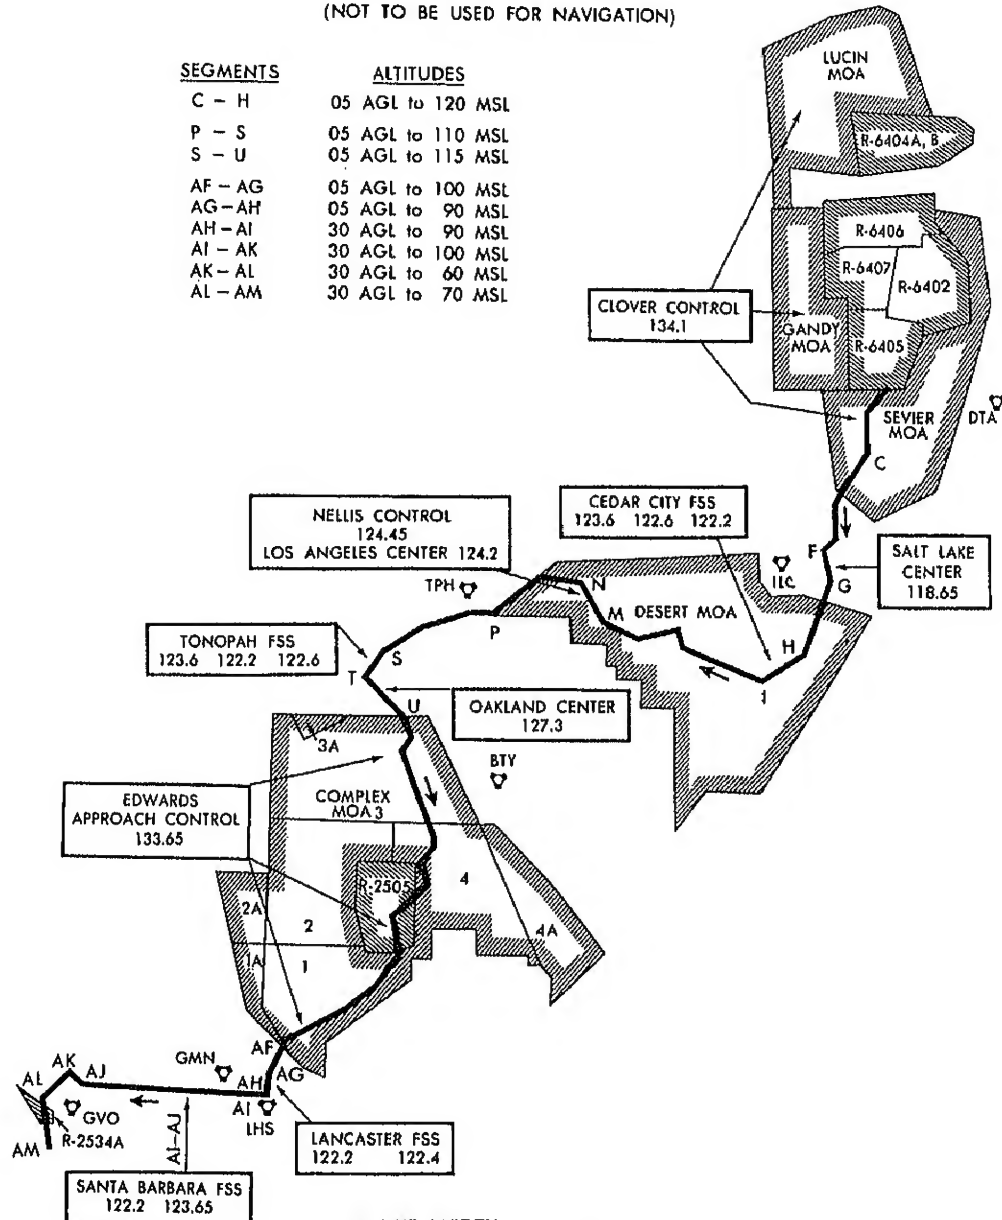 (NOT TO BE USED FOR NAVIGATION)
SEGMENTS ALTITUDES
C – H 05 AGL to 120 MSL
P – S 05 AGL to 110 MSL
S – U 05 AGL to 115 MSL
AF – AG 05 AGL to 100 MSL
AG – AH 05 AGL to 90 MSL
AH – AI 30 AGL to 90 MSL
AI – AK 30 AGL to 100 MSL
AK – AL 30 AGL to 60 MSL
AL – AM 30 AGL to 70 MSL
LUCIN
MOA
R-6404A, B
R-6406
R-6407
R-6402
CLOVER CONTROL
134.1
GANDY
MOA
R-6405
SEVIER
MOA
DTA
C
NELLIS CONTROL
124.45
LOS ANGELES CENTER 124.2
CEDAR CITY FSS
123.6 122.6 122.2
F
SALT LAKE
CENTER
118.65
ILC
G
TPH
N
M
DESERT MOA
P
H
I
TONOPAH FSS
123.6 122.2 122.6
S
T
U
OAKLAND CENTER
127.3
3A
BTY
EDWARDS
APPROACH CONTROL
133.65
COMPLEX
MOA 3
R-2505
4
2A
2
4A
1A
1
AF
GMN
AG
AH
AK
AJ
AL
AI
LHS
GVO
R-2534A
AM
AI–AJ
LANCASTER FSS
122.2 122.4
SANTA BARBARA FSS
122.2 123.65